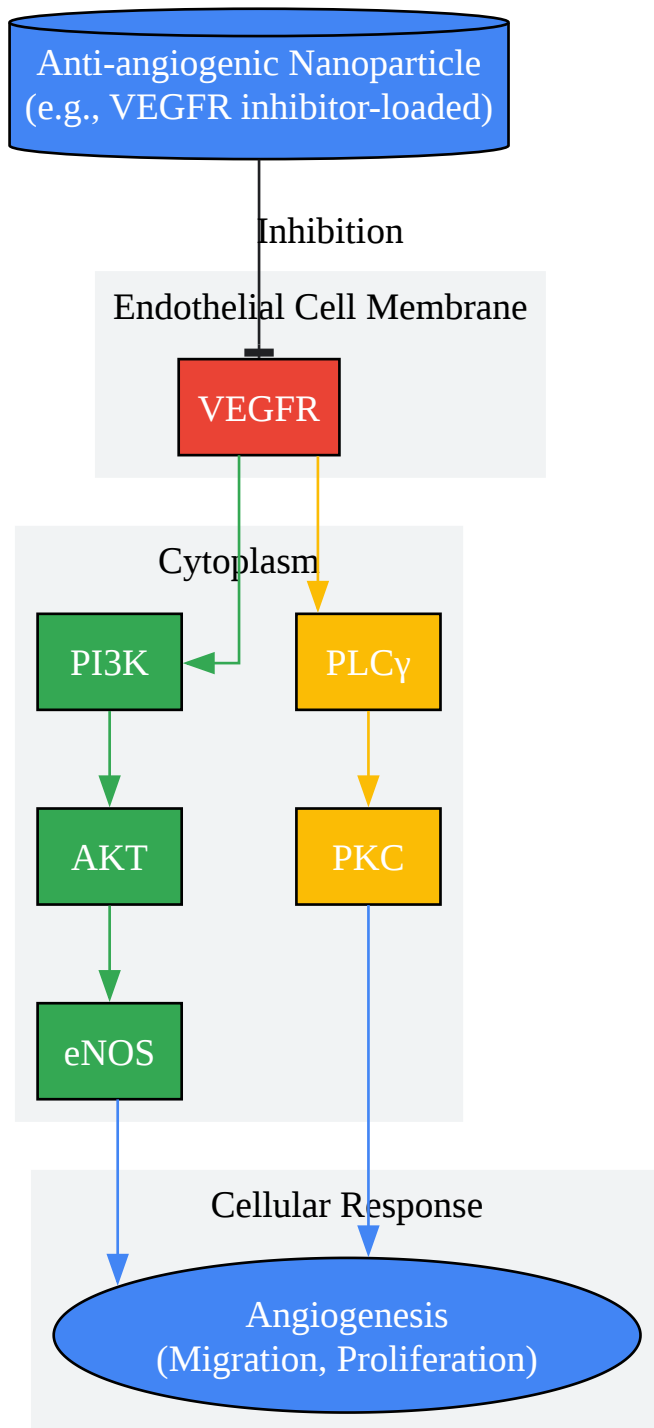 Anti-angiogenic Nanoparticle
(e.g., VEGFR inhibitor-loaded)
Inhibition
Endothelial Cell Membrane
VEGFR
Cytoplasm
PI3K
PLCγ
AKT
PKC
eNOS
Cellular Response
Angiogenesis
(Migration, Proliferation)